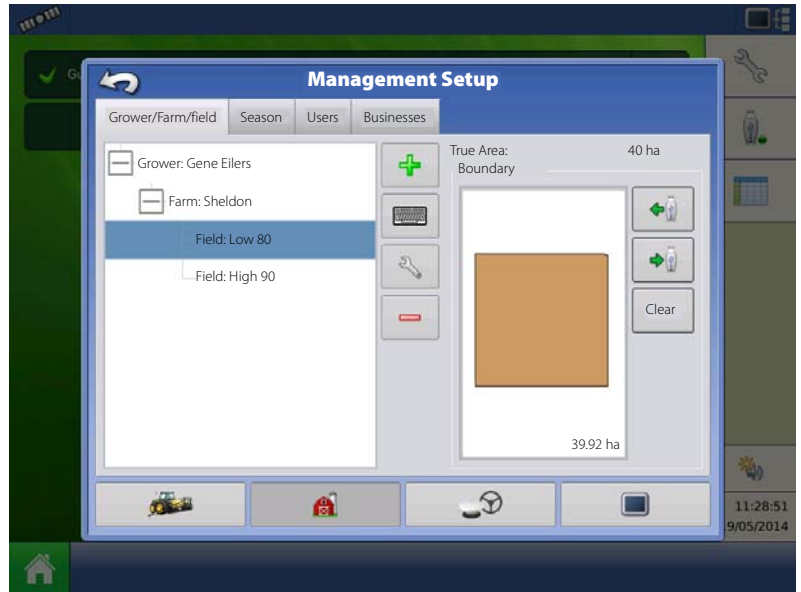 Management Setup
Grower/Farm/field Season Users Businesses
Grower: Gene Eilers
Farm: Sheldon
Field: Low 80
Field: High 90
True Area: 40 ha
Boundary
Clear
39.92 ha
11:28:51
9/05/2014